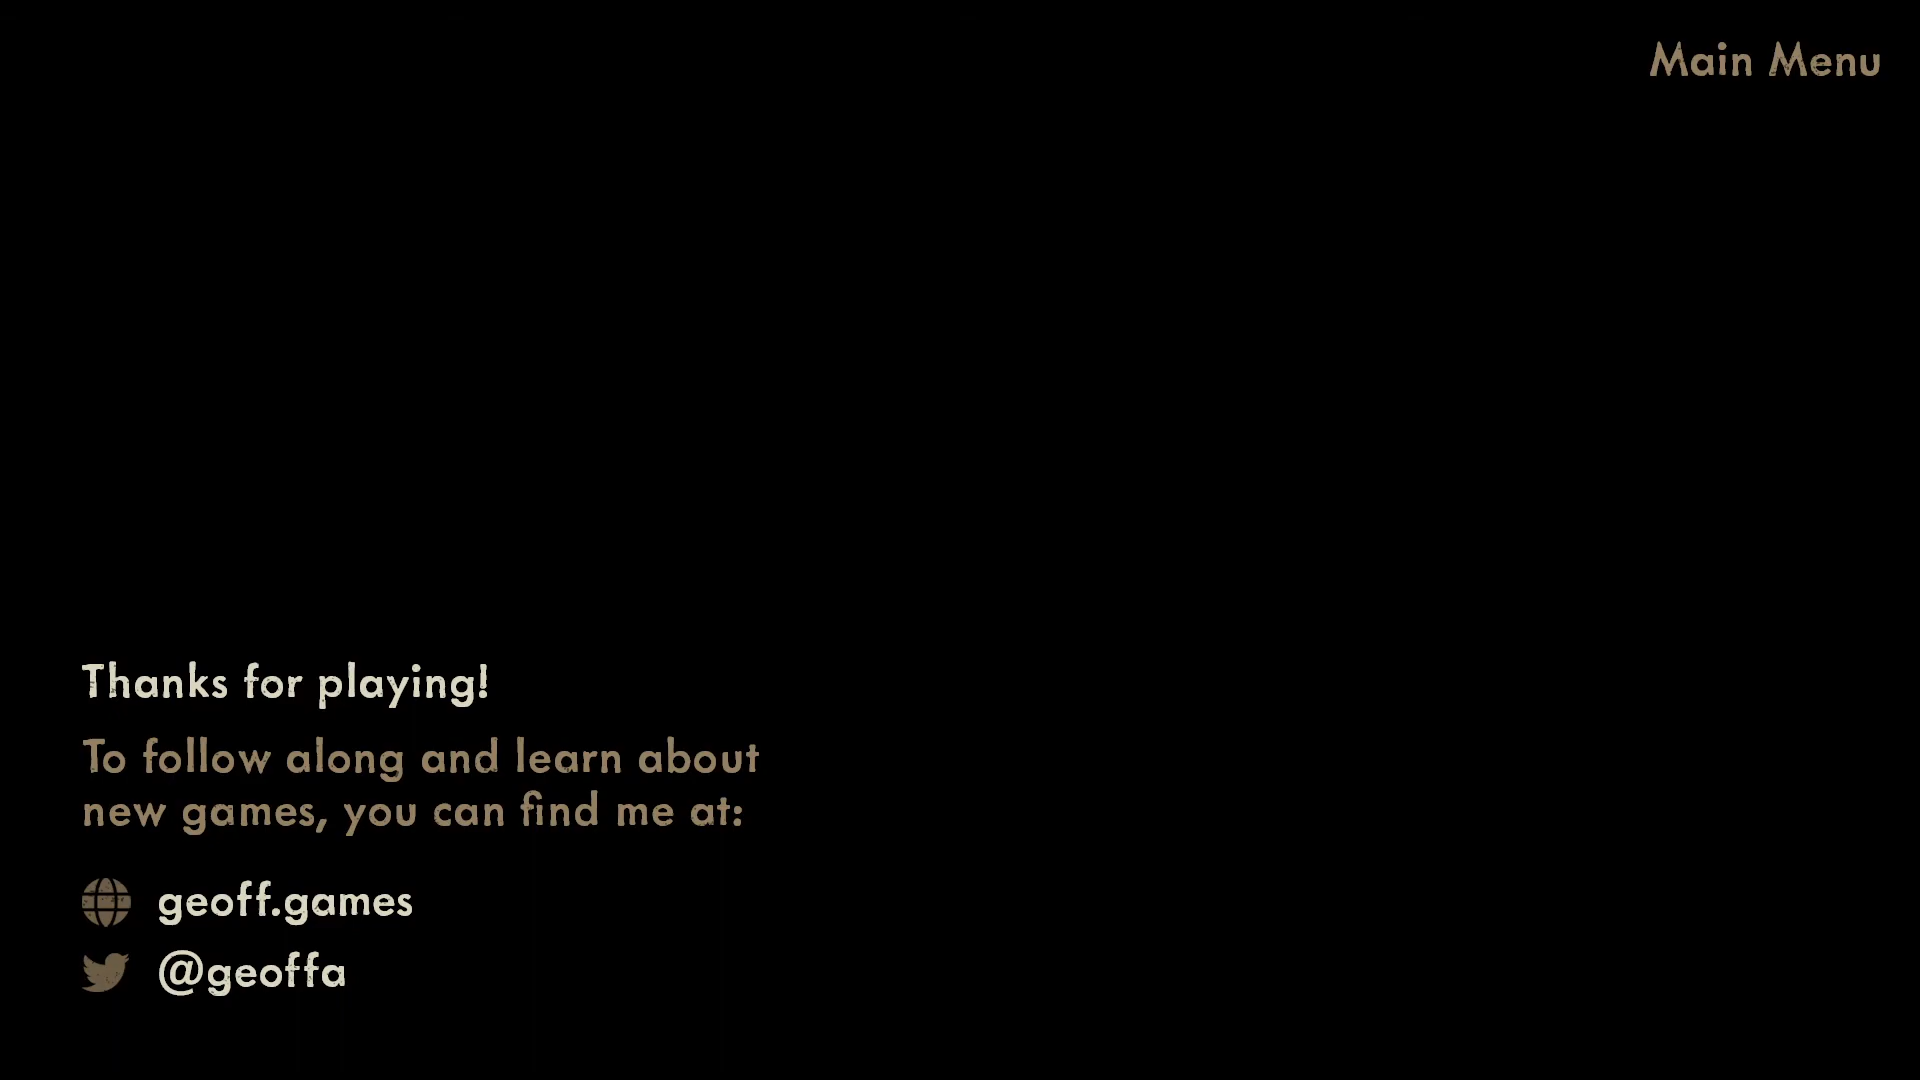 Main Menu
Thanks for playing!
To follow along and learn about
new games, you can find me at:
geoff.games
@geoffa